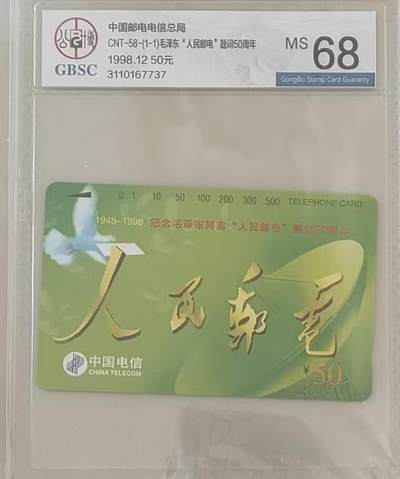 中国邮电电信总局
CNT-58-(1-1)毛泽东“人民邮电”题词50周年
1998.12 50元
3110167737
GBSC
MS 68
GongBo Stamp Card Guaranty
0 1 10 50 100 200 300 500 TELEPHONE CARD
1948-1998 纪念毛泽东同志“人民邮电”题词50周年
人民邮电
中国电信
CHINA TELECOM
¥50